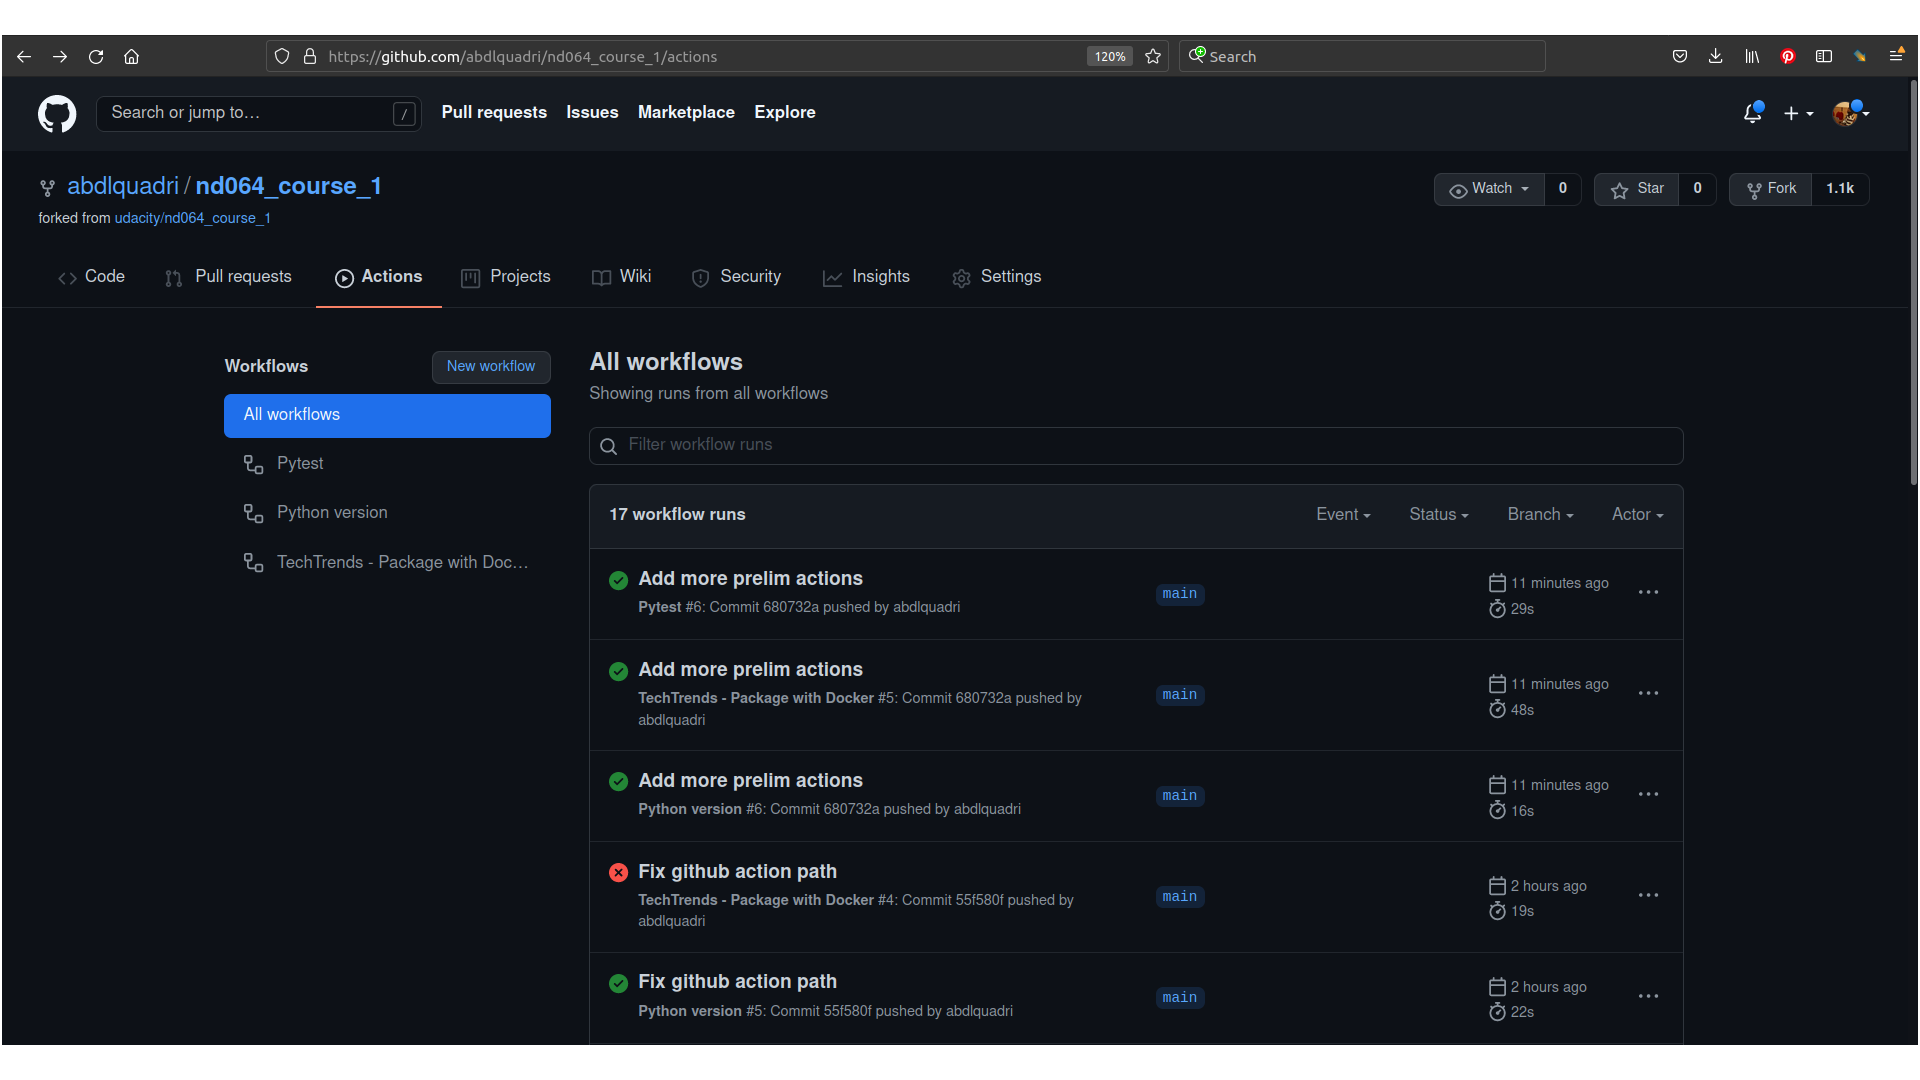 https://github.com/abdlquadri/nd064_course_1/actions 120% Search
Search or jump to... / Pull requests Issues Marketplace Explore
abdlquadri / nd064_course_1 Watch 0 Star 0 Fork 1.1k
forked from udacity/nd064_course_1
Code Pull requests Actions Projects Wiki Security Insights Settings
Workflows New workflow
All workflows
Pytest
Python version
TechTrends - Package with Doc...
All workflows
Showing runs from all workflows
Filter workflow runs
17 workflow runs Event Status Branch Actor
Add more prelim actions
Pytest #6: Commit 680732a pushed by abdlquadri
main
11 minutes ago
29s
Add more prelim actions
TechTrends - Package with Docker #5: Commit 680732a pushed by
abdlquadri
main
11 minutes ago
48s
Add more prelim actions
Python version #6: Commit 680732a pushed by abdlquadri
main
11 minutes ago
16s
Fix github action path
TechTrends - Package with Docker #4: Commit 55f580f pushed by
abdlquadri
main
2 hours ago
19s
Fix github action path
Python version #5: Commit 55f580f pushed by abdlquadri
main
2 hours ago
22s